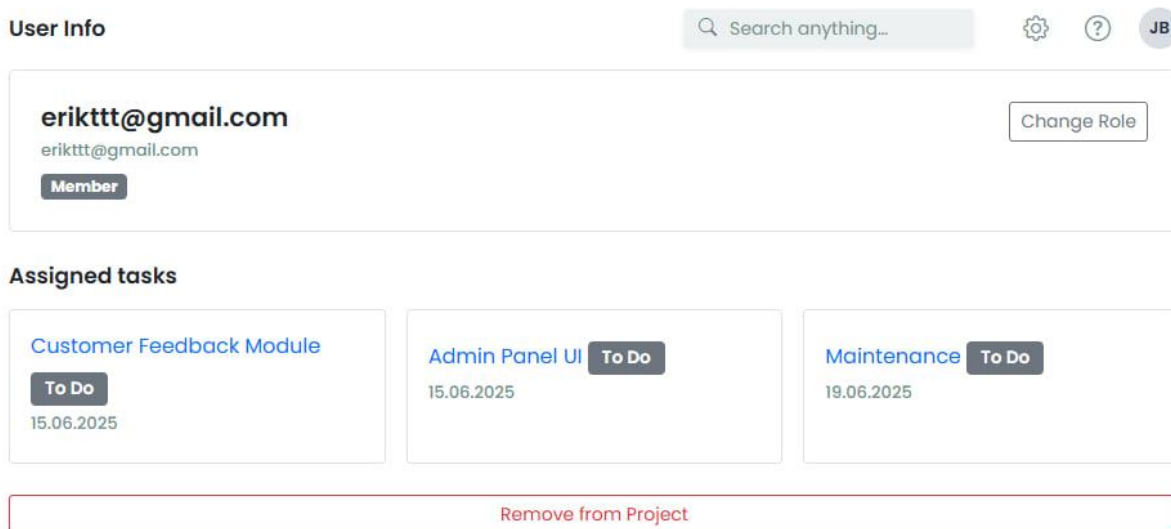 User Info
Search anything...
?
JB
erikttt@gmail.com
Change Role
erikttt@gmail.com
Member
Assigned tasks
Customer Feedback Module
To Do
15.06.2025
Admin Panel UI To Do
15.06.2025
Maintenance To Do
19.06.2025
Remove from Project